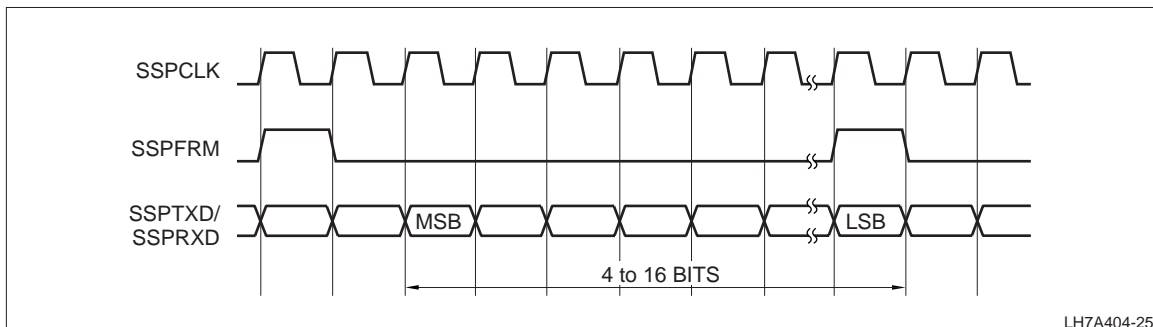 SSPCLK
SSPFRM
SSPTXD/
SSPRXD
MSB
LSB
4 to 16 BITS
LH7A404-25